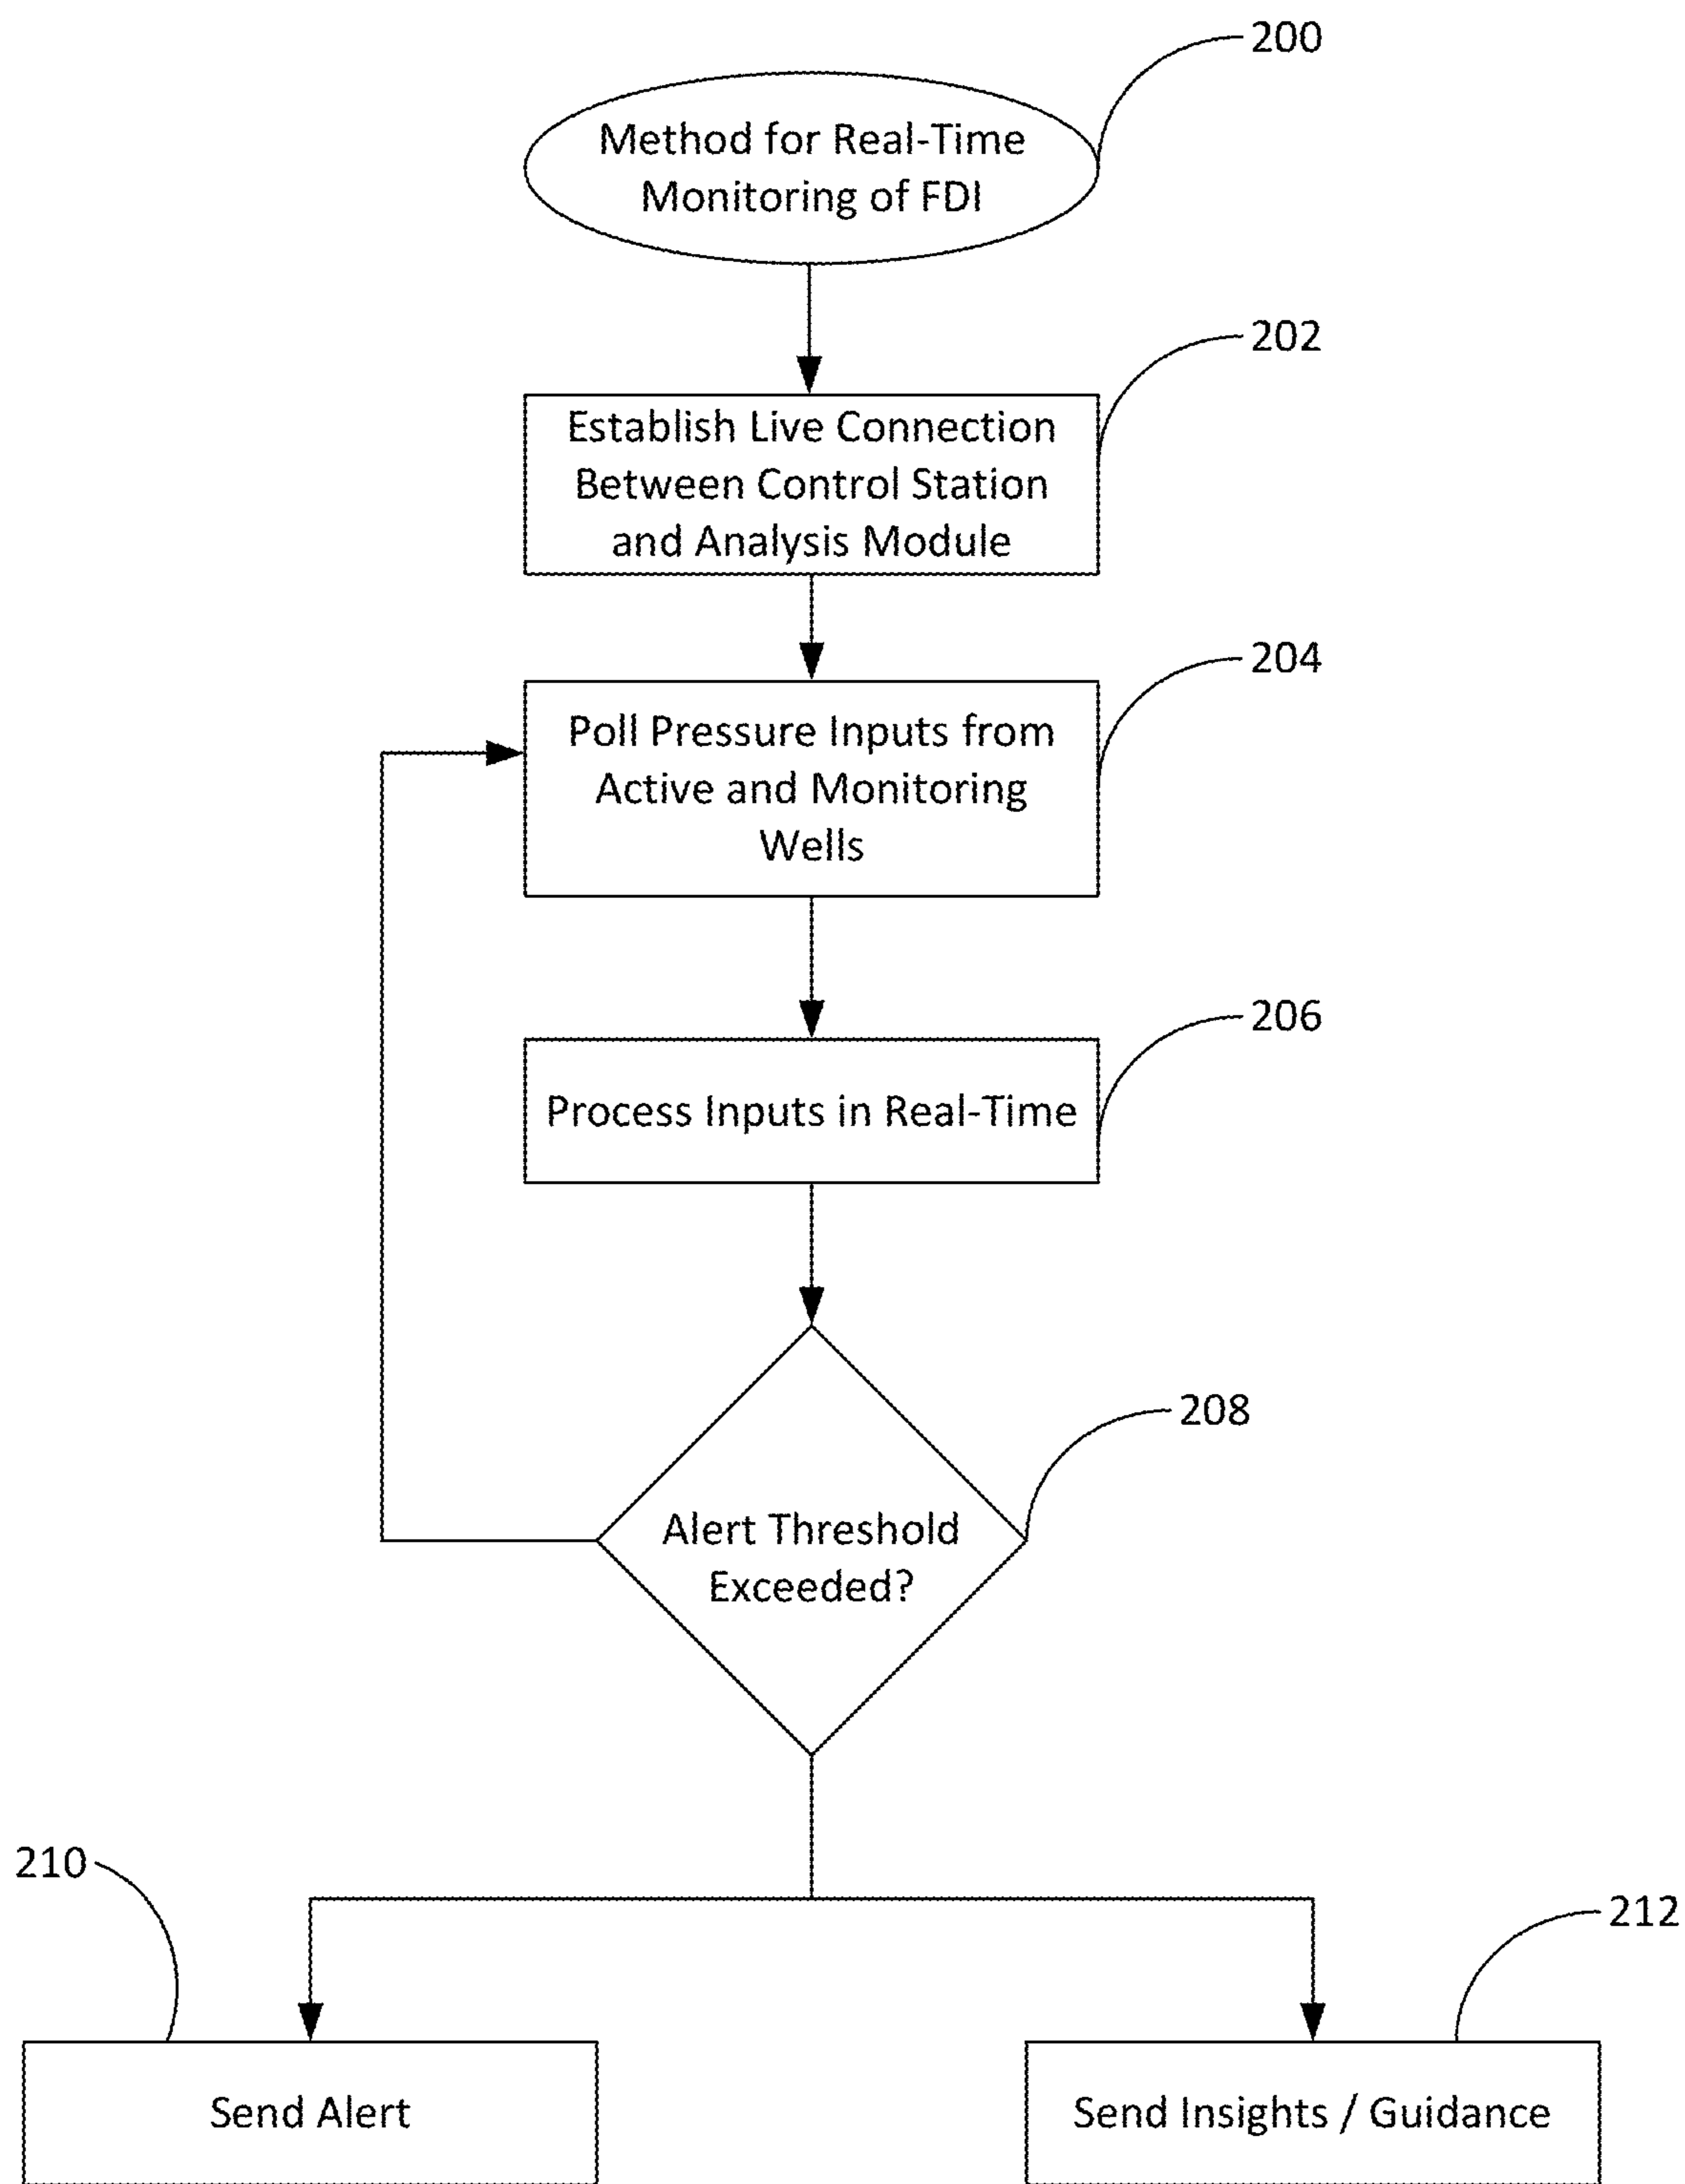 200
Method for Real-Time
Monitoring of FDI
202
Establish Live Connection
Between Control Station
and Analysis Module
204
Poll Pressure Inputs from
Active and Monitoring
Wells
206
Process Inputs in Real-Time
208
Alert Threshold
Exceeded?
210
212
Send Alert
Send Insights / Guidance